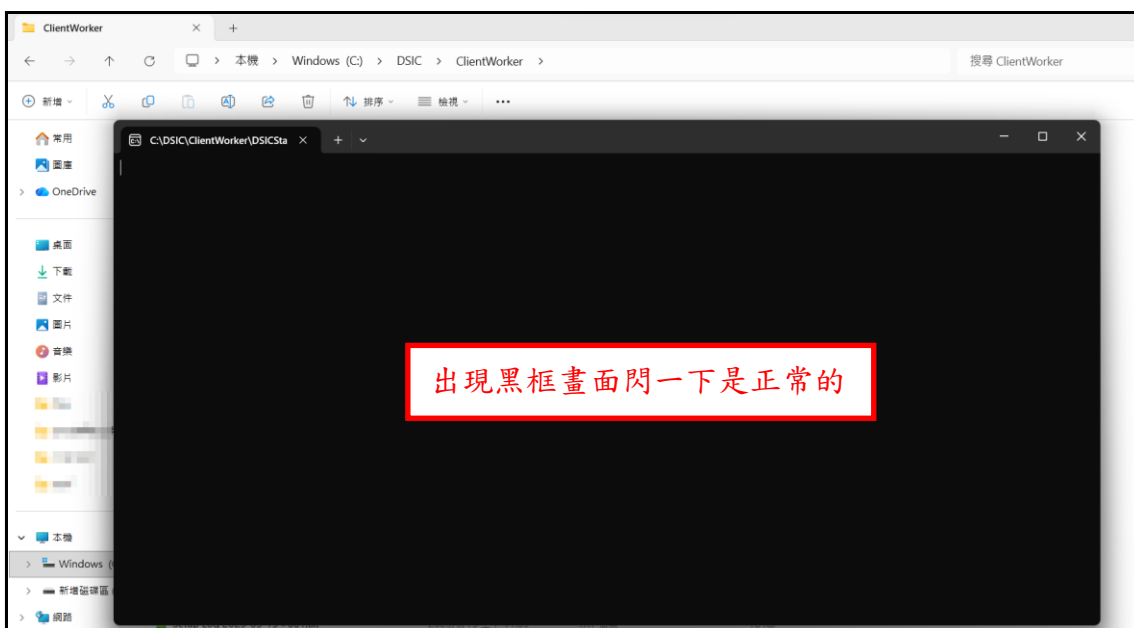 ClientWorker
本機 > Windows (C:) > DSIC > ClientWorker >
搜尋 ClientWorker
新增
排序
檢視
常用
圖庫
OneDrive
桌面
下載
文件
圖片
音樂
影片
本機
Windows (
新增磁碟區
網路
C:\DSIC\ClientWorker\DSICSta
出現黑框畫面閃一下是正常的